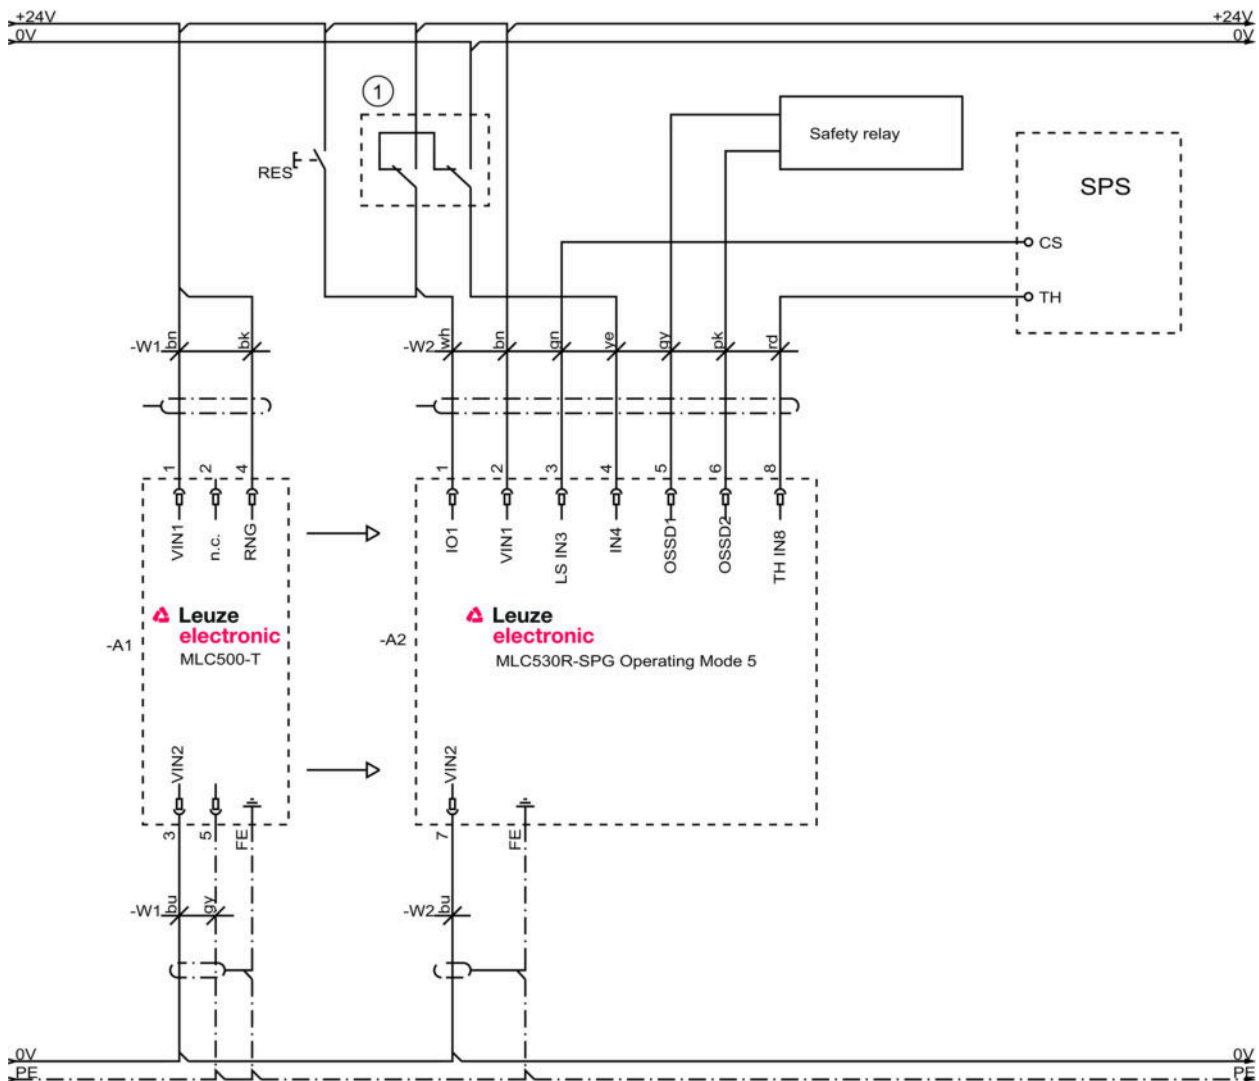 +24V +24V
0V 0V
1
Safety relay
RES
SPS
CS
TH
-W1 bn bk -W2 wh bn gn ye gy pk rd
1 2 4 1 2 3 4 5 6 8
VIN1 n.c. RNG IO1 VIN1 LS IN3 IN4 OSSD1 OSSD2 TH IN8
Leuze Leuze
electronic electronic
-A1 MLC500-T -A2 MLC530R-SPG Operating Mode 5
VIN2 VIN2
3 5 FE 7 FE
-W1 bu gy -W2 bu
0V 0V
PE PE